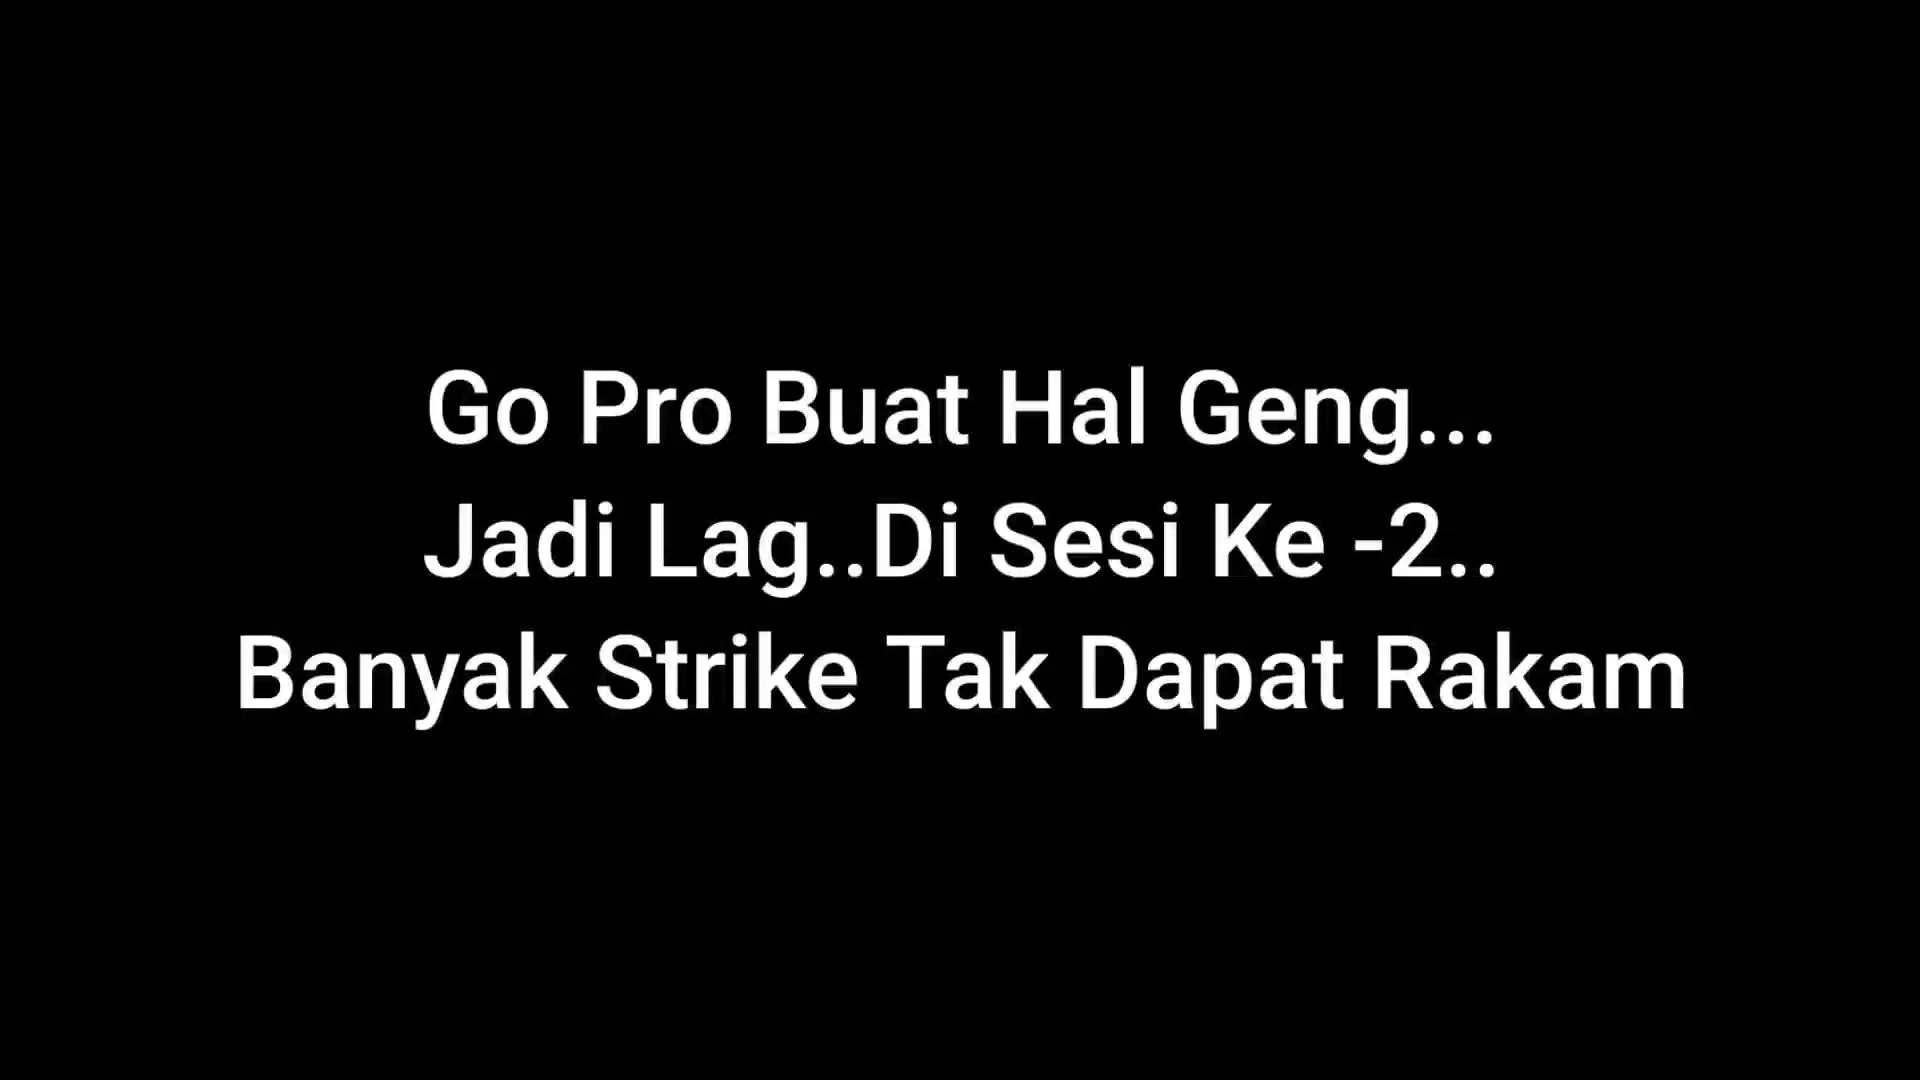 Go Pro Buat Hal Geng...
Jadi Lag..Di Sesi Ke -2..
Banyak Strike Tak Dapat Rakam